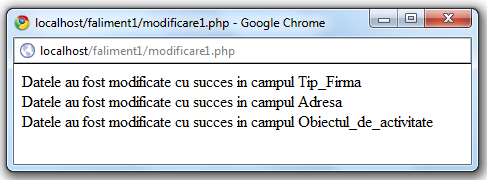 localhost/faliment1/modificare1.php - Google Chrome
localhost/faliment1/modificare1.php
Datele au fost modificate cu succes in campul Tip_Firma
Datele au fost modificate cu succes in campul Adresa
Datele au fost modificate cu succes in campul Obiectul_de_activitate